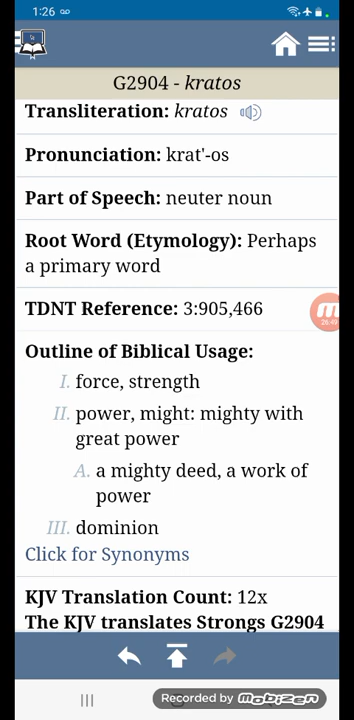 1:26
G2904 - kratos
Transliteration: kratos
Pronunciation: krat'-os
Part of Speech: neuter noun
Root Word (Etymology): Perhaps
a primary word
TDNT Reference: 3:905,466
26:49
Outline of Biblical Usage:
I. force, strength
II. power, might: mighty with
great power
A. a mighty deed, a work of
power
III. dominion
Click for Synonyms
KJV Translation Count: 12x
The KJV translates Strongs G2904
Recorded by MOBIZEN